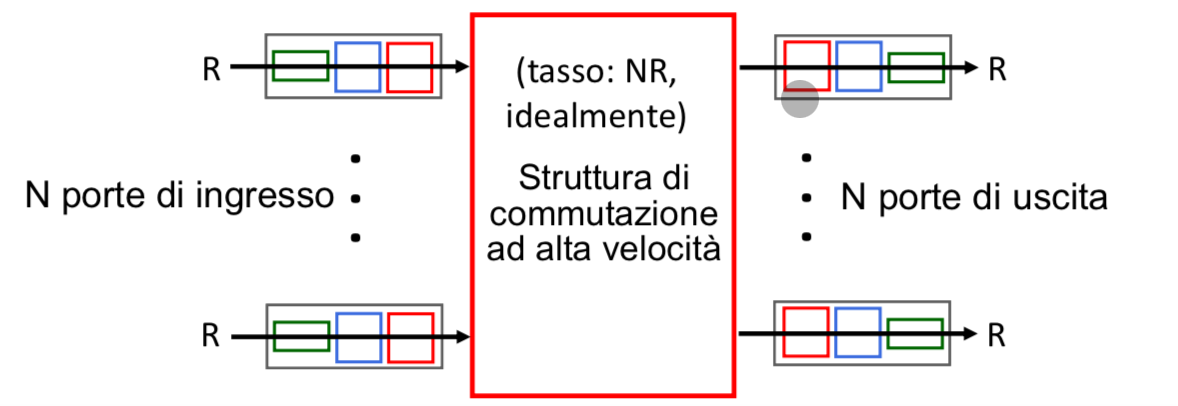 R
(tasso: NR,
idealmente)
R
N porte di ingresso
Struttura di
commutazione
ad alta velocità
N porte di uscita
R
R